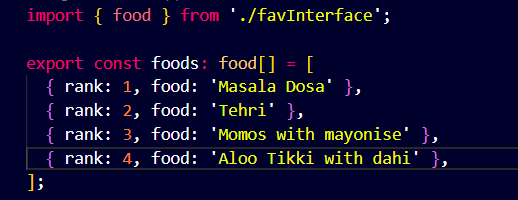 import { food } from './favInterface';
export const foods: food[] = [
{ rank: 1, food: 'Masala Dosa' },
{ rank: 2, food: 'Tehri' },
{ rank: 3, food: 'Momos with mayonise' },
{ rank: 4, food: 'Aloo Tikki with dahi' },
];